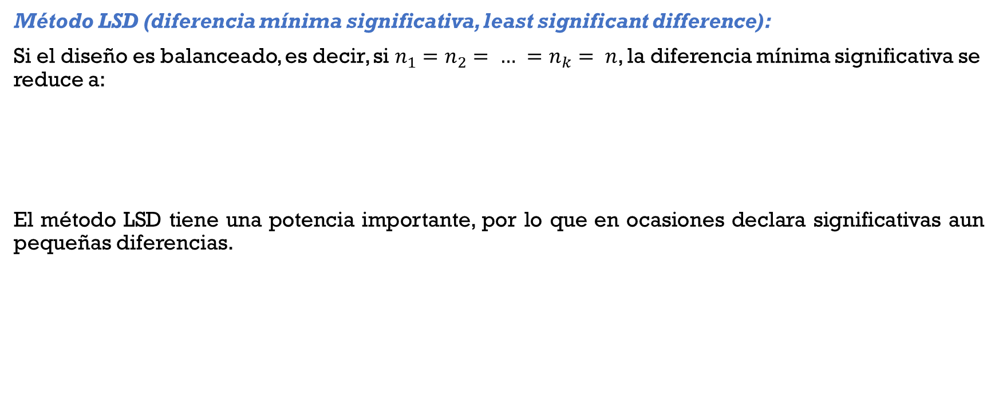 Método LSD (diferencia mínima significativa, least significant difference):
Si el diseño es balanceado, es decir, si n₁ = n₂ = ... = nₖ = n, la diferencia mínima significativa se
reduce a:
El método LSD tiene una potencia importante, por lo que en ocasiones declara significativas aun
pequeñas diferencias.